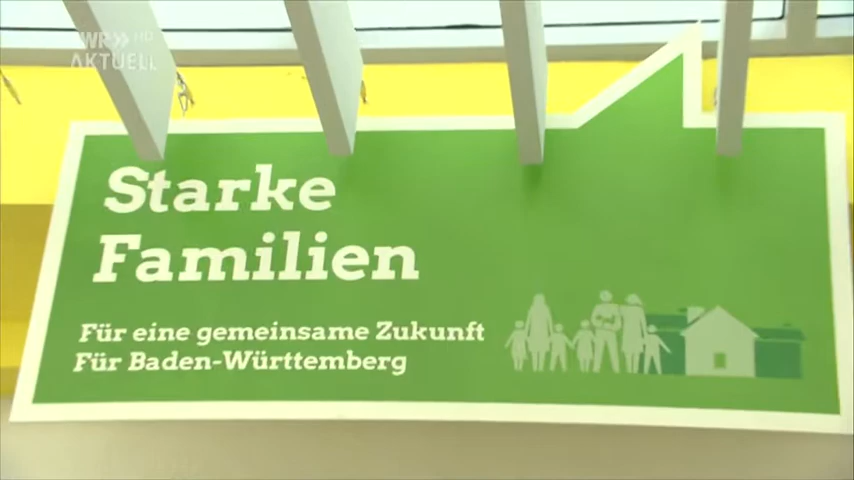 SWR» HD
AKTUELL
Starke
Familien
Für eine gemeinsame Zukunft
Für Baden-Württemberg